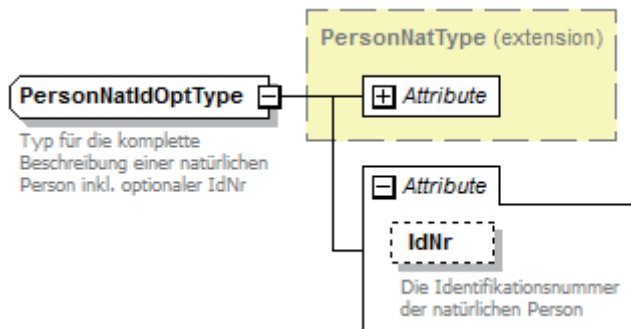 PersonNatType (extension)
PersonNatIdOptType
Attribute
Typ für die komplette
Beschreibung einer natürlichen
Person inkl. optionaler IdNr
Attribute
IdNr
Die Identifikationsnummer
der natürlichen Person